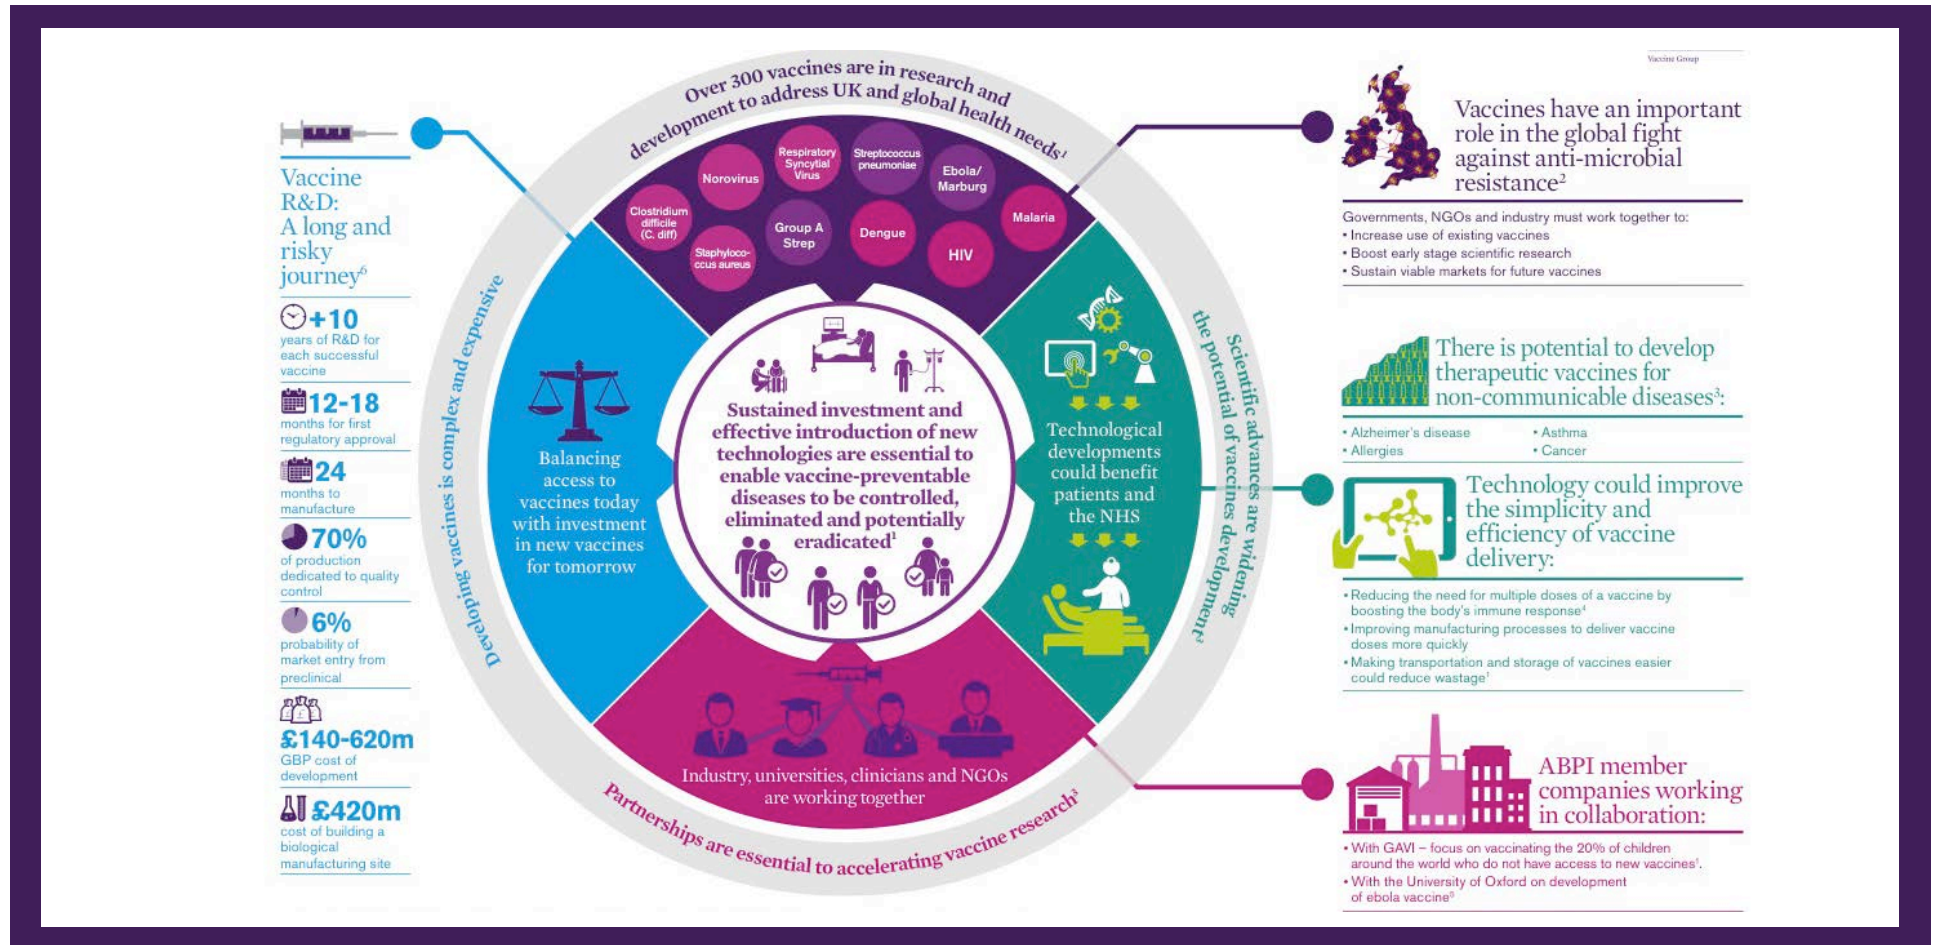 Vaccine Group
Over 300 vaccines are in research and
development to address UK and global health needs¹
Clostridium
difficile
(C. diff)
Norovirus
Respiratory
Syncytial
Virus
Streptococcus
pneumoniae
Ebola/
Marburg
Malaria
Staphyloco-
ccus aureus
Group A
Strep
Dengue
HIV
Vaccine
R&D:
A long and
risky
journey⁶
+10
years of R&D for
each successful
vaccine
12-18
months for first
regulatory approval
24
months to
manufacture
70%
of production
dedicated to quality
control
6%
probability of
market entry from
preclinical
£140-620m
GBP cost of
development
£420m
cost of building a
biological
manufacturing site
Developing vaccines is complex and expensive
Balancing
access to
vaccines today
with investment
in new vaccines
for tomorrow
Sustained investment and
effective introduction of new
technologies are essential to
enable vaccine-preventable
diseases to be controlled,
eliminated and potentially
eradicated¹
Technological
developments
could benefit
patients and
the NHS
Scientific advances are widening
the potential of vaccines development³
Industry, universities, clinicians and NGOs
are working together
Partnerships are essential to accelerating vaccine research³
Vaccines have an important
role in the global fight
against anti-microbial
resistance²
Governments, NGOs and industry must work together to:
• Increase use of existing vaccines
• Boost early stage scientific research
• Sustain viable markets for future vaccines
There is potential to develop
therapeutic vaccines for
non-communicable diseases³:
• Alzheimer's disease
• Allergies
• Asthma
• Cancer
Technology could improve
the simplicity and
efficiency of vaccine
delivery:
• Reducing the need for multiple doses of a vaccine by
boosting the body's immune response⁴
• Improving manufacturing processes to deliver vaccine
doses more quickly
• Making transportation and storage of vaccines easier
could reduce wastage⁷
ABPI member
companies working
in collaboration:
• With GAVI – focus on vaccinating the 20% of children
around the world who do not have access to new vaccines.
• With the University of Oxford on development
of ebola vaccine